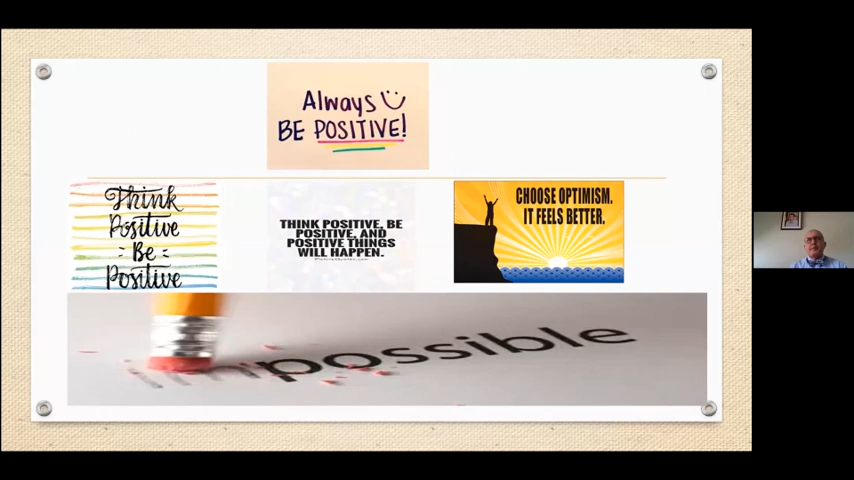 Always
BE POSITIVE!
Think
Positive
Be
Positive
THINK POSITIVE, BE
POSITIVE, AND
POSITIVE THINGS
WILL HAPPEN.
CHOOSE OPTIMISM.
IT FEELS BETTER.
impossible